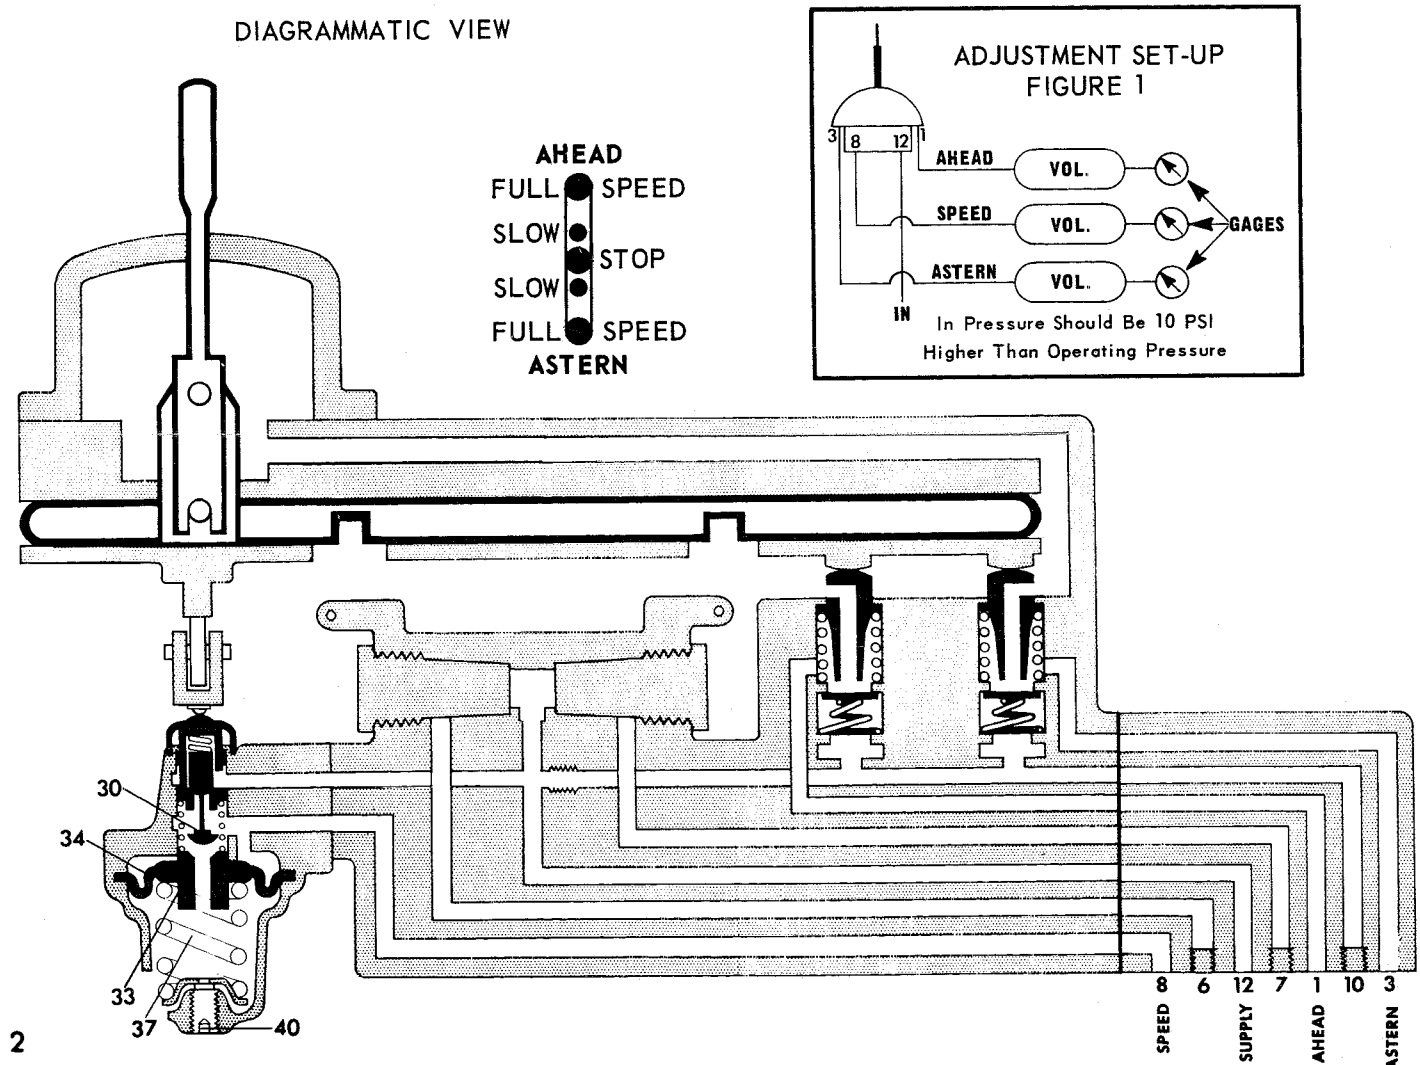 DIAGRAMMATIC VIEW
ADJUSTMENT SET-UP
FIGURE 1
3 8 12 1
AHEAD VOL.
SPEED VOL.
GAGES
ASTERN VOL.
IN
In Pressure Should Be 10 PSI
Higher Than Operating Pressure
AHEAD
FULL SPEED
SLOW
STOP
SLOW
FULL SPEED
ASTERN
30
34
33
37
40
8 6 12 7 1 10 3
SPEED
SUPPLY
AHEAD
ASTERN
2